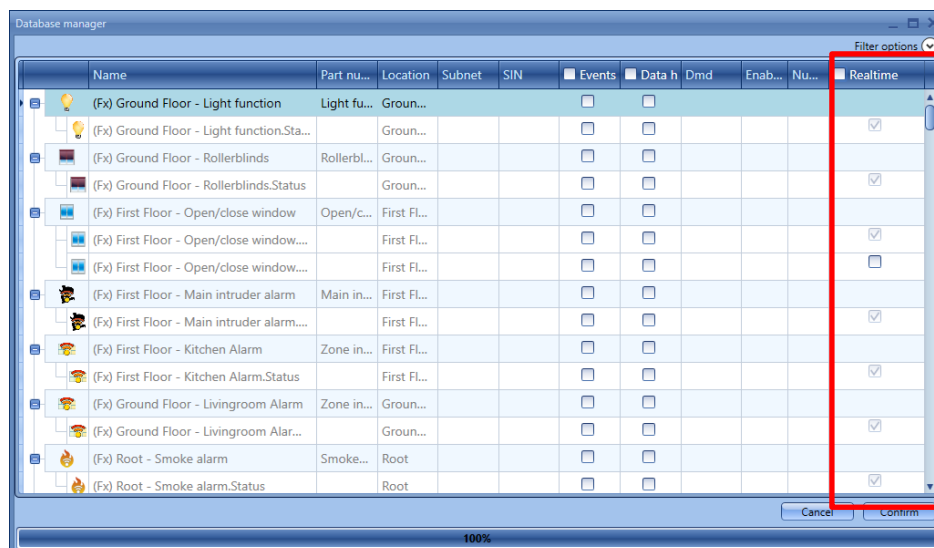 Database manager
Filter options
Name Part nu... Location Subnet SIN Events Data h Dmd Enab... Nu... Realtime
(Fx) Ground Floor - Light function Light fu... Groun...
(Fx) Ground Floor - Light function.Sta... Groun...
(Fx) Ground Floor - Rollerblinds Rollerbl... Groun...
(Fx) Ground Floor - Rollerblinds.Status Groun...
(Fx) First Floor - Open/close window Open/c... First Fl...
(Fx) First Floor - Open/close window.... First Fl...
(Fx) First Floor - Open/close window.... First Fl...
(Fx) First Floor - Main intruder alarm Main in... First Fl...
(Fx) First Floor - Main intruder alarm.... First Fl...
(Fx) First Floor - Kitchen Alarm Zone in... First Fl...
(Fx) First Floor - Kitchen Alarm.Status First Fl...
(Fx) Ground Floor - Livingroom Alarm Zone in... Groun...
(Fx) Ground Floor - Livingroom Alar... Groun...
(Fx) Root - Smoke alarm Smoke... Root
(Fx) Root - Smoke alarm.Status Root
Cancel Confirm
100%